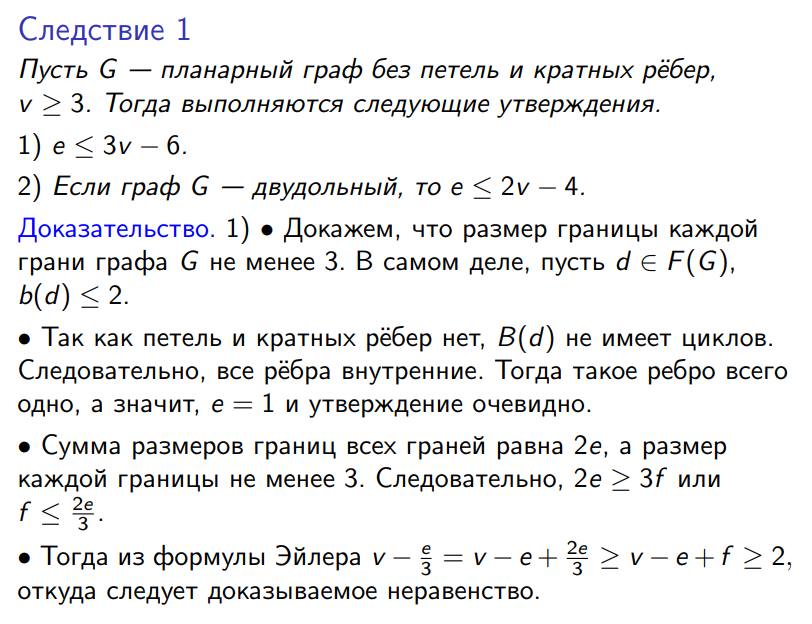 Следствие 1
Пусть G — планарный граф без петель и кратных рёбер,
v ≥ 3. Тогда выполняются следующие утверждения.
1) e ≤ 3v − 6.
2) Если граф G — двудольный, то e ≤ 2v − 4.
Доказательство. 1) • Докажем, что размер границы каждой
грани графа G не менее 3. В самом деле, пусть d ∈ F(G),
b(d) ≤ 2.
• Так как петель и кратных рёбер нет, B(d) не имеет циклов.
Следовательно, все рёбра внутренние. Тогда такое ребро всего
одно, а значит, e = 1 и утверждение очевидно.
• Сумма размеров границ всех граней равна 2e, а размер
каждой границы не менее 3. Следовательно, 2e ≥ 3f или
f ≤ 2e/3.
• Тогда из формулы Эйлера v − e/3 = v − e + 2e/3 ≥ v − e + f ≥ 2,
откуда следует доказываемое неравенство.